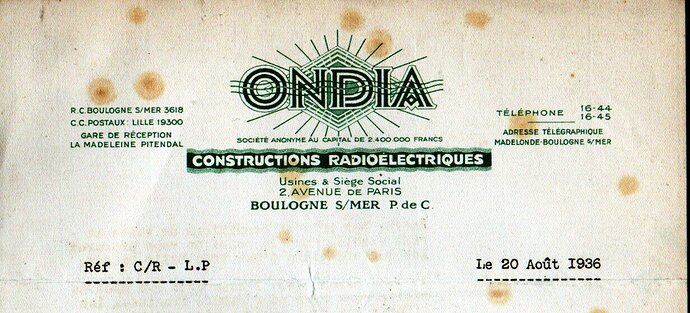 ONDIA
R.C. BOULOGNE S/MER 3618
C.C. POSTAUX: LILLE 19300
GARE DE RÉCEPTION
LA MADELEINE PITENDAL
TÉLÉPHONE 16-44
16-45
ADRESSE TÉLÉGRAPHIQUE
MADELONDE-BOULOGNE S/MER
SOCIÉTÉ ANONYME AU CAPITAL DE 2.400.000 FRANCS
CONSTRUCTIONS RADIOÉLECTRIQUES
Usines & Siège Social
2, AVENUE DE PARIS
BOULOGNE S/MER P. de C.
Réf : C/R - L.P
Le 20 Août 1936